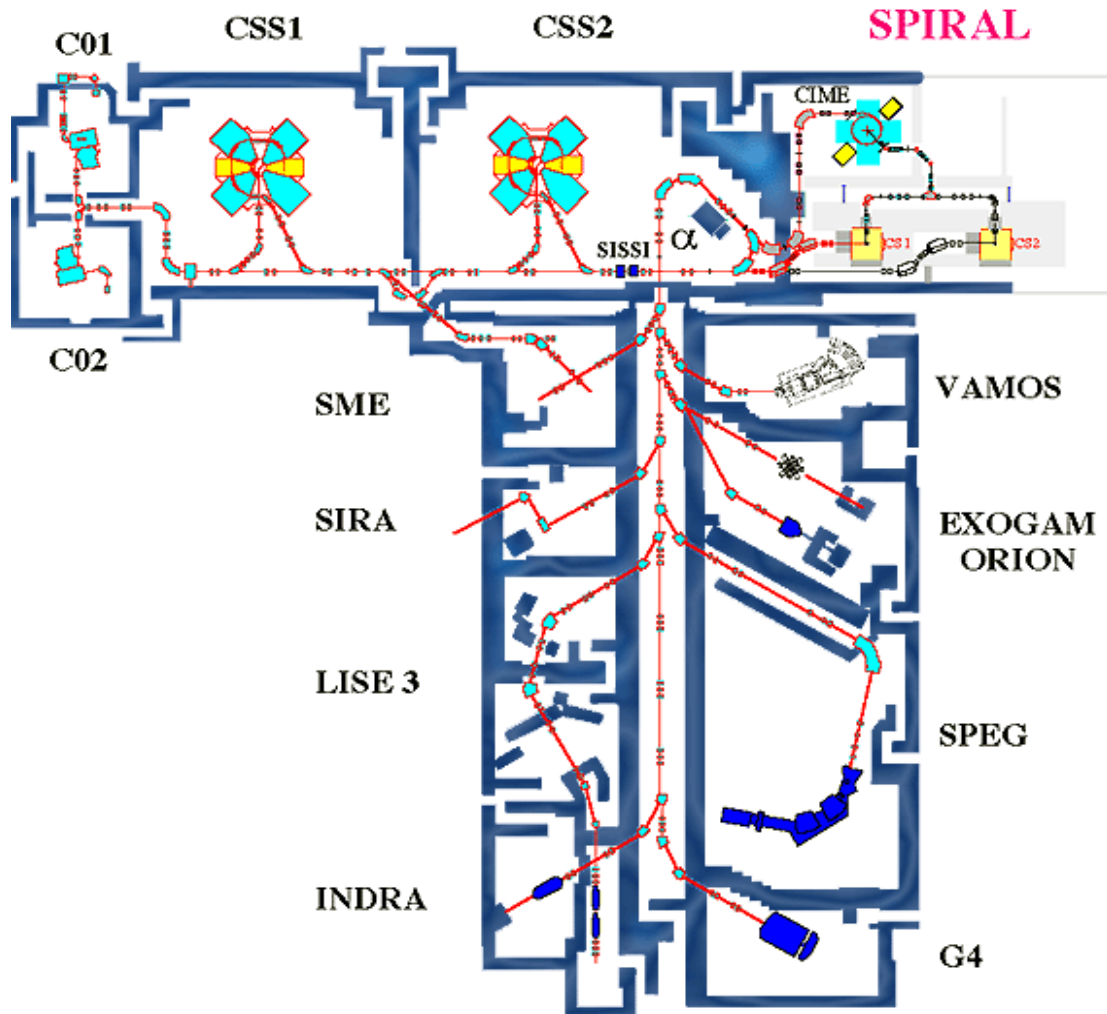 CSS1
CSS2
SPIRAL
C01
CIME
α
SISSI
CS1
CS2
C02
SME
VAMOS
SIRA
EXOGAM
ORION
LISE 3
SPEG
INDRA
G4